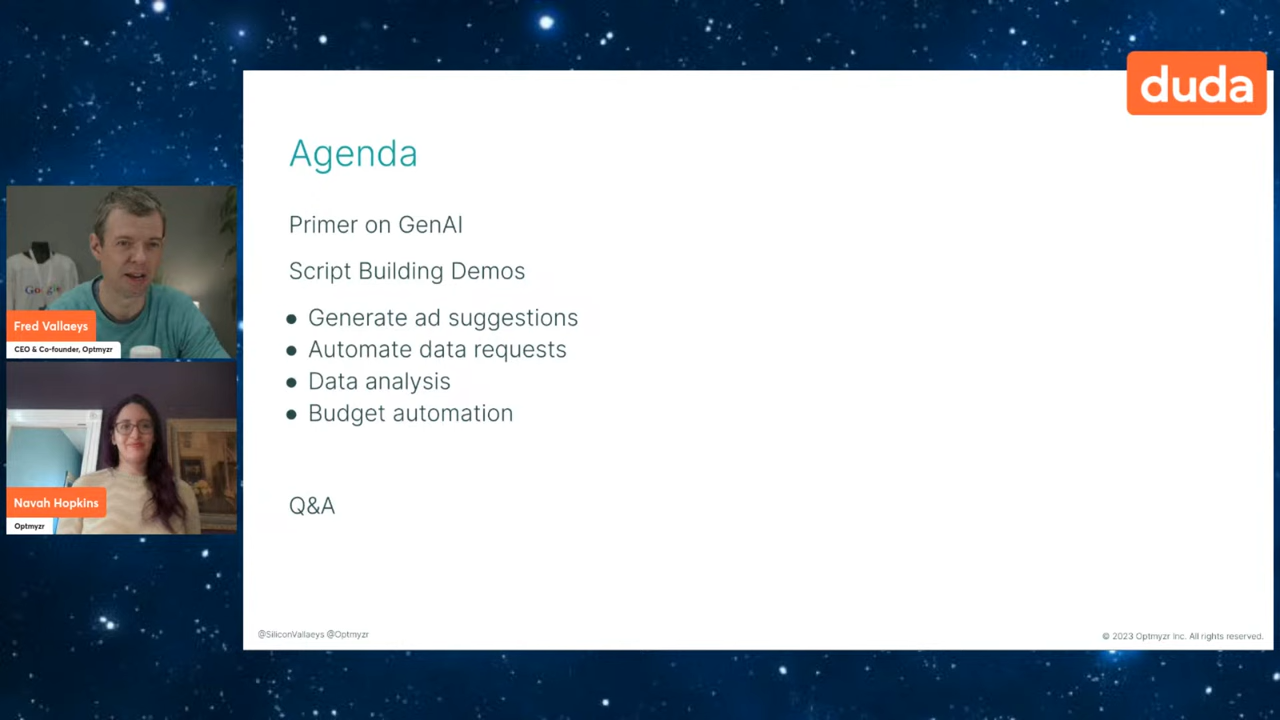 duda
Agenda
Primer on GenAI
Script Building Demos
● Generate ad suggestions
● Automate data requests
● Data analysis
● Budget automation
Q&A
Google
Fred Vallaeys
CEO & Co-founder, Optmyzr
Navah Hopkins
Optmyzr
@SiliconVallaeys @Optmyzr
© 2023 Optmyzr Inc. All rights reserved.